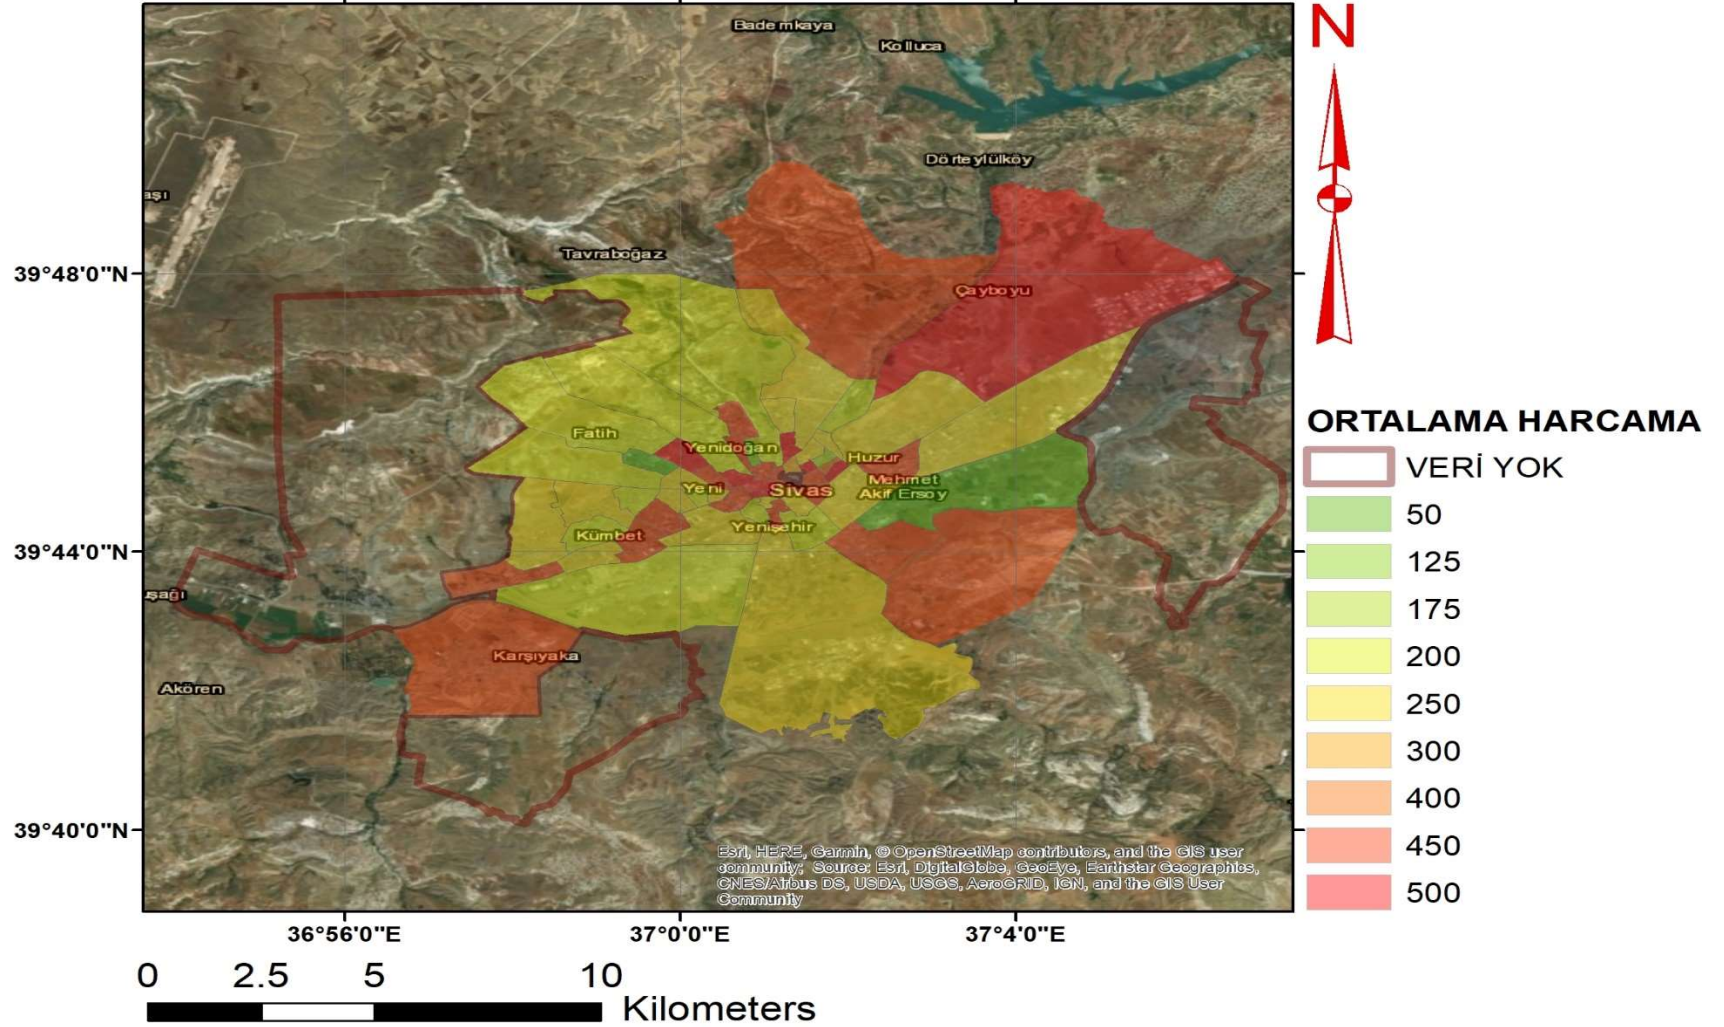 N
Bademkaya
Kolluca
Dörteylülköy
aşı
Tavraboğaz
39°48'0"N
Çayboyu
ORTALAMA HARCAMA
VERİ YOK
Fatih
Yenidoğan
Huzur
Yeni
Sivas
Mehmet
Akif Ersoy
Yenişehir
Kümbet
50
125
175
200
250
300
400
450
500
39°44'0"N
uşağı
Karşıyaka
Akören
39°40'0"N
Esri, HERE, Garmin, © OpenStreetMap contributors, and the GIS user
community; Source: Esri, DigitalGlobe, GeoEye, Earthstar Geographics,
CNES/Airbus DS, USDA, USGS, AeroGRID, IGN, and the GIS User
Community
36°56'0"E
37°0'0"E
37°4'0"E
0 2.5 5 10
Kilometers